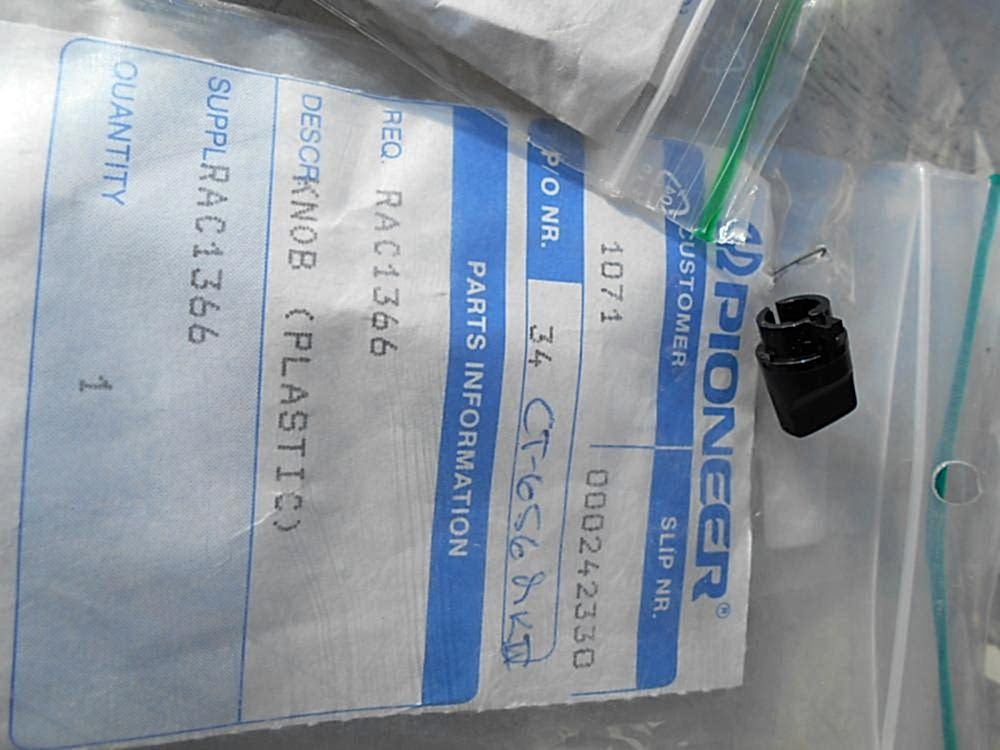 PIONEER®
CUSTOMER SLIP NR.
1071 000242330
P/O NR. 34 CT-656 MKIII
PARTS INFORMATION
REQ. RAC1366
DESCR KNOB (PLASTIC)
SUPPL RAC1366
QUANTITY 1